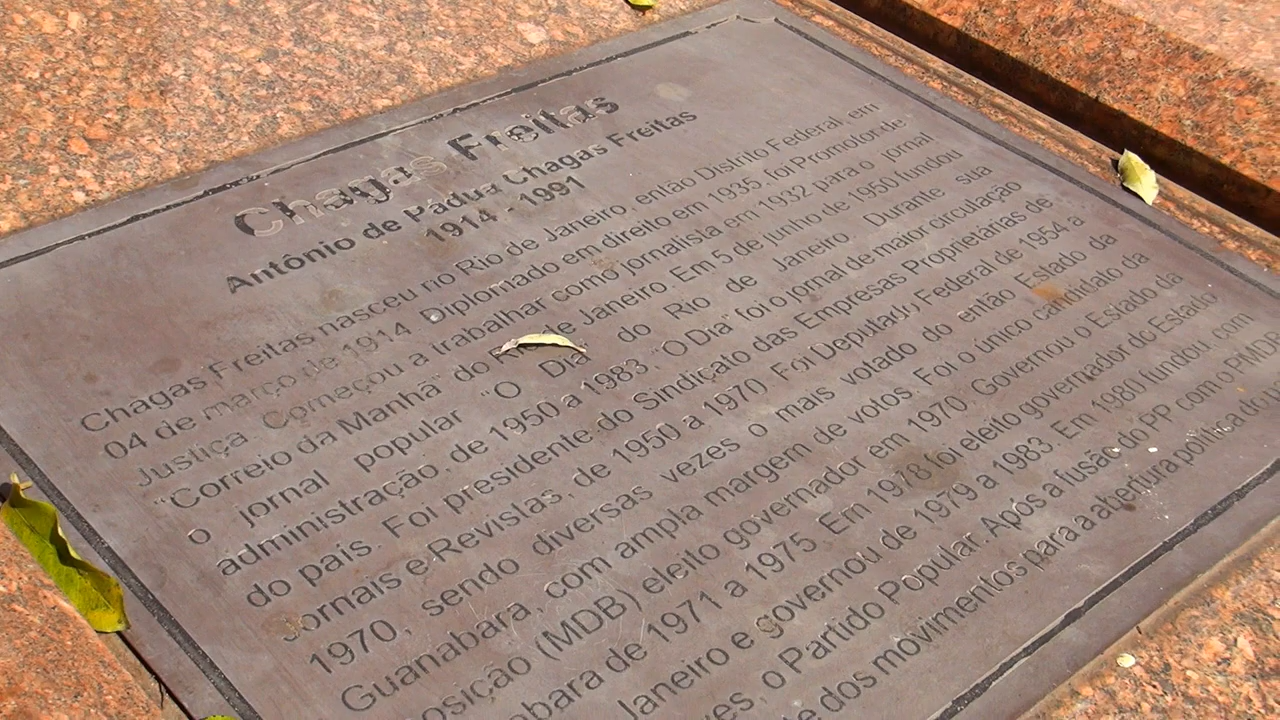 Chagas Freitas
Antônio de Pádua Chagas Freitas
1914 - 1991
Chagas Freitas nasceu no Rio de Janeiro, então Distrito Federal, em
04 de março de 1914. Diplomado em direito em 1935, foi Promotor de
Justiça. Começou a trabalhar como jornalista em 1932 para o jornal
"Correio da Manhã" do de Janeiro. Em 5 de junho de 1950 fundou
o jornal popular "O Dia" do Rio de Janeiro. Durante sua
administração de 1950 a 1983, "O Dia" foi o jornal de maior circulação
do país. Foi presidente do Sindicato das Empresas Proprietárias de
Jornais e Revistas, de 1950 a 1970. Foi Deputado Federal de 1954 a
1970, sendo diversas vezes o mais votado do então Estado da
Guanabara, com ampla margem de votos. Foi o único candidato da
osição (MDB) eleito governador em 1970. Governou o Estado da
nabara de 1971 a 1975. Em 1978 foi eleito governador do Estado
Janeiro e governou de 1979 a 1983. Em 1980 fundou, com
es, o Partido Popular. Após a fusão do PP com o PMDB
e dos movimentos para a abertura política do